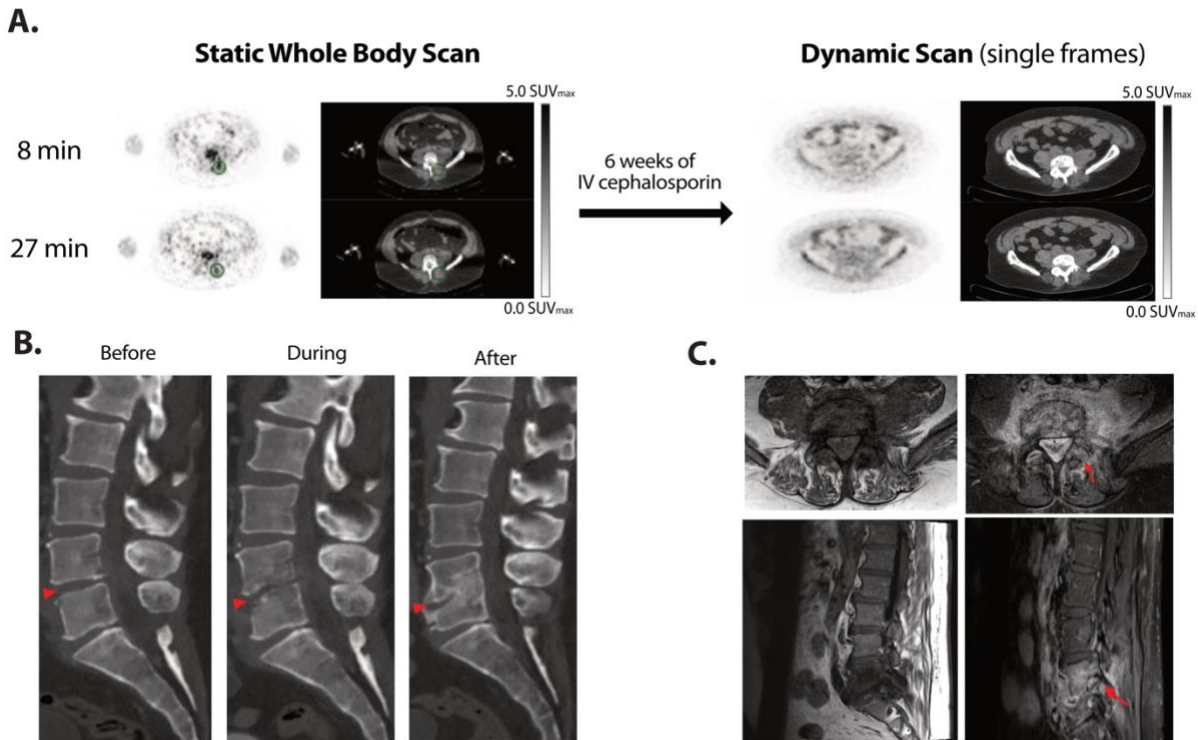 A.
Static Whole Body Scan
Dynamic Scan (single frames)
5.0 SUVmax
5.0 SUVmax
8 min
6 weeks of
IV cephalosporin
27 min
0.0 SUVmax
0.0 SUVmax
B.
Before
During
After
C.